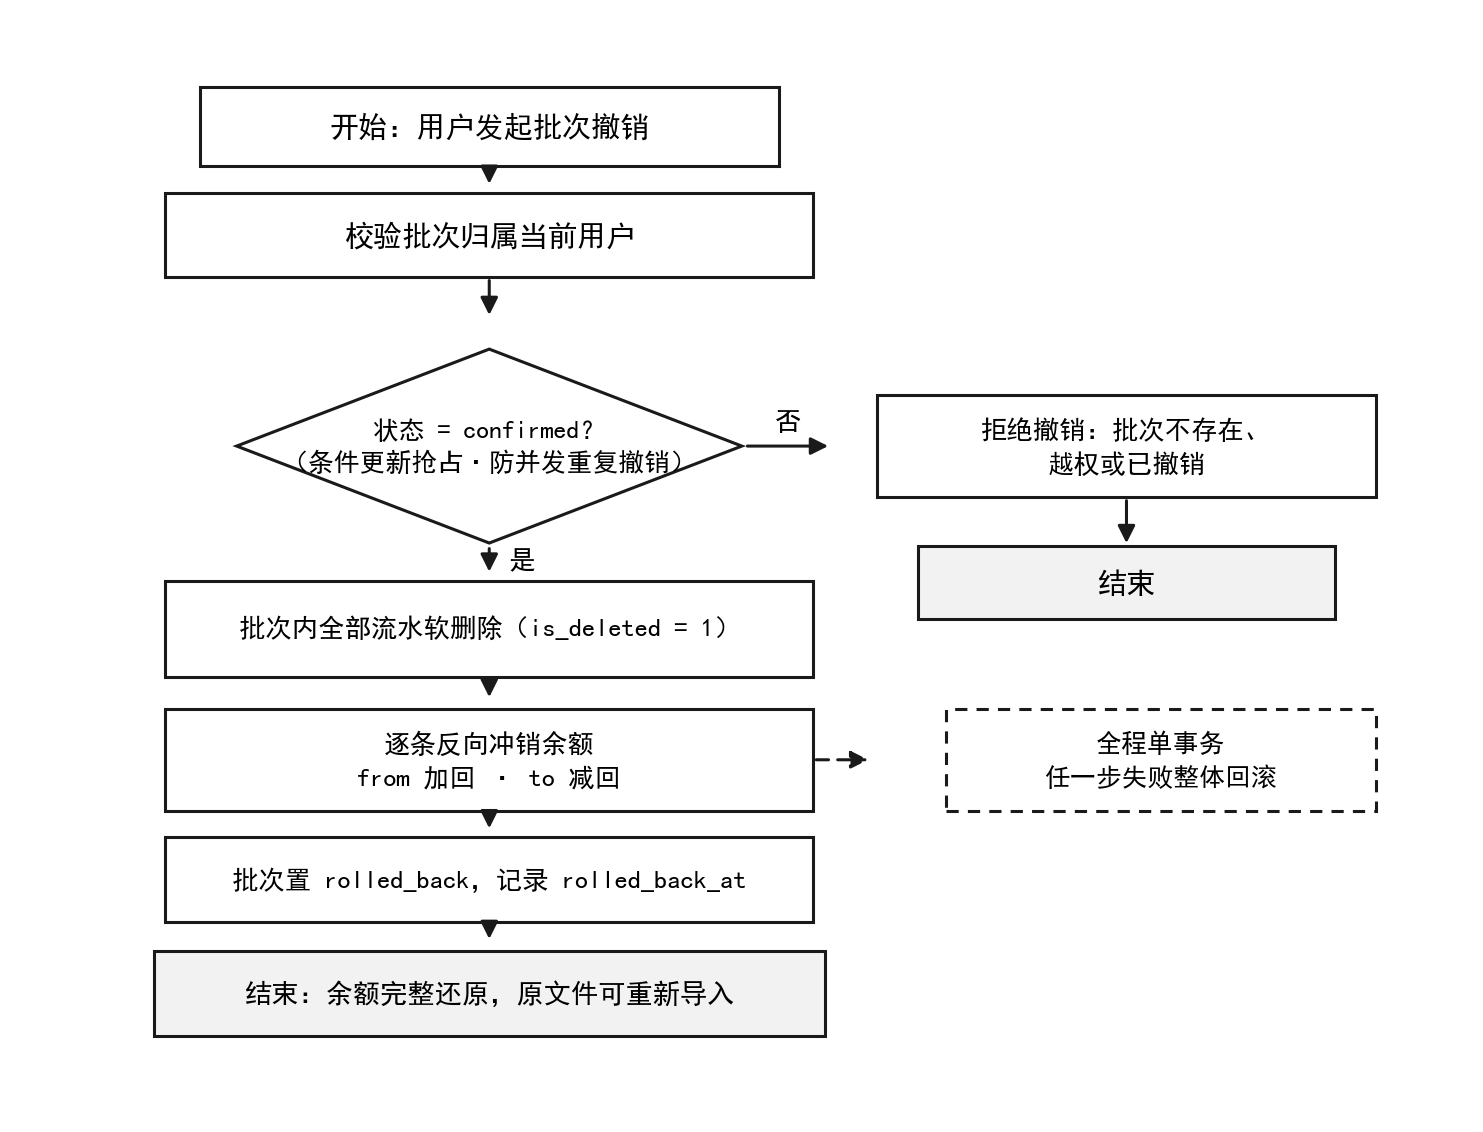 开始：用户发起批次撤销
校验批次归属当前用户
状态 = confirmed?
（条件更新抢占·防并发重复撤销）
否
拒绝撤销：批次不存在、
越权或已撤销
结束
是
批次内全部流水软删除（is_deleted = 1）
逐条反向冲销余额
from 加回 · to 减回
全程单事务
任一步失败整体回滚
批次置 rolled_back，记录 rolled_back_at
结束：余额完整还原，原文件可重新导入